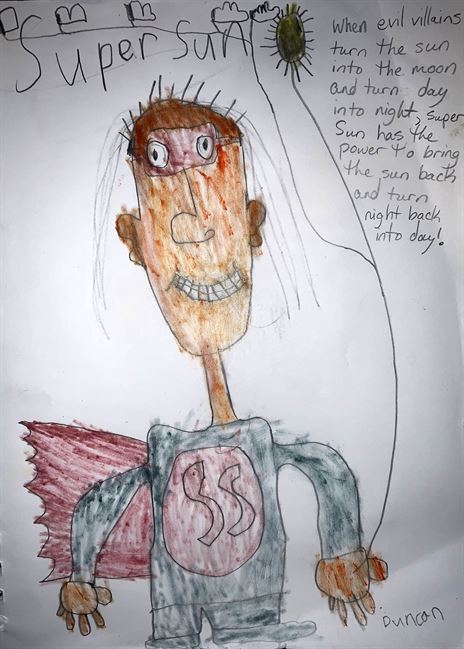 Super Sun
When evil villains
turn the sun
into the moon
and turn day
into night, super
Sun has the
power to bring
the sun back
and turn
night back
into day!
SS
Duncan